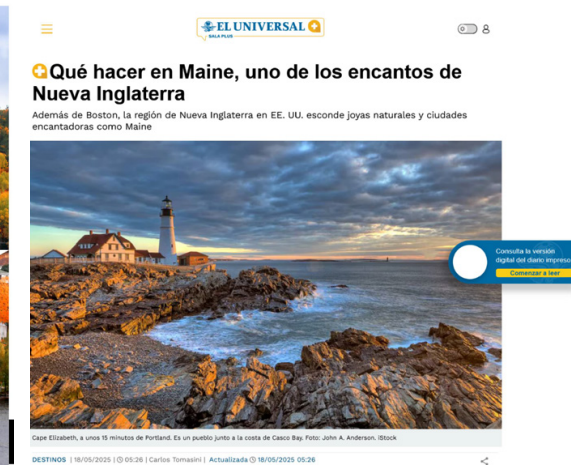 EL UNIVERSAL
SALA PLUS
Qué hacer en Maine, uno de los encantos de
Nueva Inglaterra
Además de Boston, la región de Nueva Inglaterra en EE. UU. esconde joyas naturales y ciudades
encantadoras como Maine
Consulta la versión
digital del diario impreso
Comenzar a leer
Cape Elizabeth, a unos 15 minutos de Portland. Es un pueblo junto a la costa de Casco Bay. Foto: John A. Anderson. iStock
DESTINOS | 18/05/2025 | 05:26 | Carlos Tomasini | Actualizada 18/05/2025 05:26